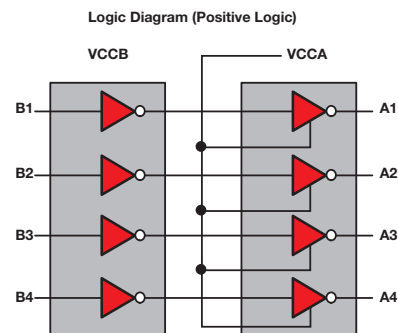 Logic Diagram (Positive Logic)
VCCB VCCA
B1 A1
B2 A2
B3 A3
B4 A4